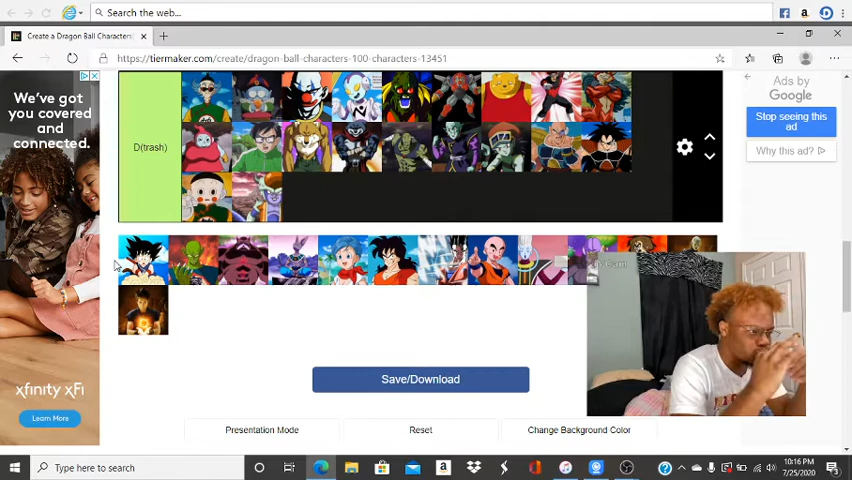 Search the web...
Create a Dragon Ball Characters
https://tiermaker.com/create/dragon-ball-characters-100-characters-13451
We've got
you covered
and
connected.
xfinity xFi
Learn More
D(trash)
Ads by
Google
Stop seeing this
ad
Why this ad?
Save/Download
Presentation Mode
Reset
Change Background Color
Type here to search
10:16 PM
7/25/2020